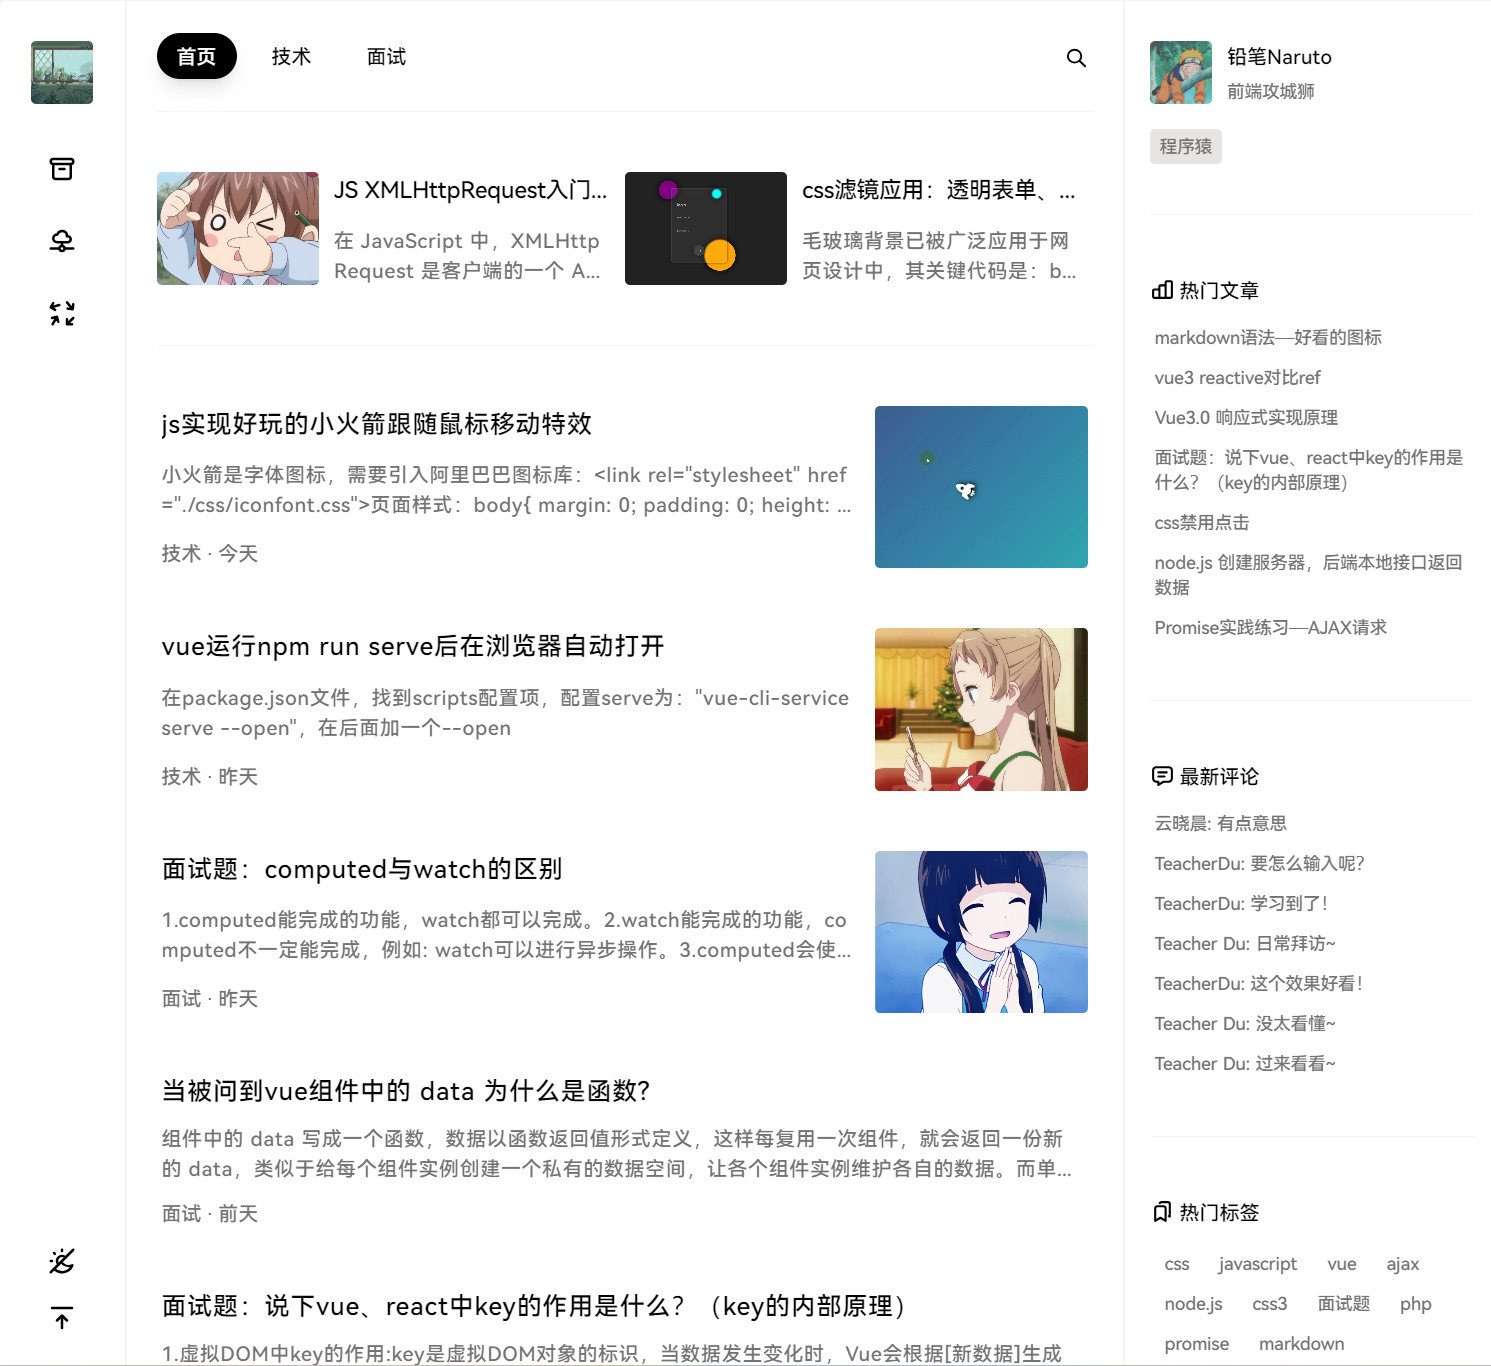 首页
技术
面试
JS XMLHttpRequest入门...
在 JavaScript 中，XMLHttp
Request 是客户端的一个 A...
css滤镜应用：透明表单、...
毛玻璃背景已被广泛应用于网
页设计中，其关键代码是：b...
js实现好玩的小火箭跟随鼠标移动特效
小火箭是字体图标，需要引入阿里巴巴图标库：<link rel="stylesheet" href
="./css/iconfont.css">页面样式：body{ margin: 0; padding: 0; height: ...
技术 · 今天
vue运行npm run serve后在浏览器自动打开
在package.json文件，找到scripts配置项，配置serve为："vue-cli-service
serve --open"，在后面加一个--open
技术 · 昨天
面试题：computed与watch的区别
1.computed能完成的功能，watch都可以完成。2.watch能完成的功能，co
mputed不一定能完成，例如: watch可以进行异步操作。3.computed会使...
面试 · 昨天
当被问到vue组件中的 data 为什么是函数?
组件中的 data 写成一个函数，数据以函数返回值形式定义，这样每复用一次组件，就会返回一份新
的 data，类似于给每个组件实例创建一个私有的数据空间，让各个组件实例维护各自的数据。而单...
面试 · 前天
面试题：说下vue、react中key的作用是什么？（key的内部原理）
1.虚拟DOM中key的作用:key是虚拟DOM对象的标识，当数据发生变化时，Vue会根据[新数据]生成
铅笔Naruto
前端攻城狮
程序猿
热门文章
markdown语法—好看的图标
vue3 reactive对比ref
Vue3.0 响应式实现原理
面试题：说下vue、react中key的作用是
什么？（key的内部原理）
css禁用点击
node.js 创建服务器，后端本地接口返回
数据
Promise实践练习—AJAX请求
最新评论
云晓晨: 有点意思
TeacherDu: 要怎么输入呢?
TeacherDu: 学习到了!
Teacher Du: 日常拜访~
TeacherDu: 这个效果好看!
Teacher Du: 没太看懂~
Teacher Du: 过来看看~
热门标签
css javascript vue ajax
node.js css3 面试题 php
promise markdown